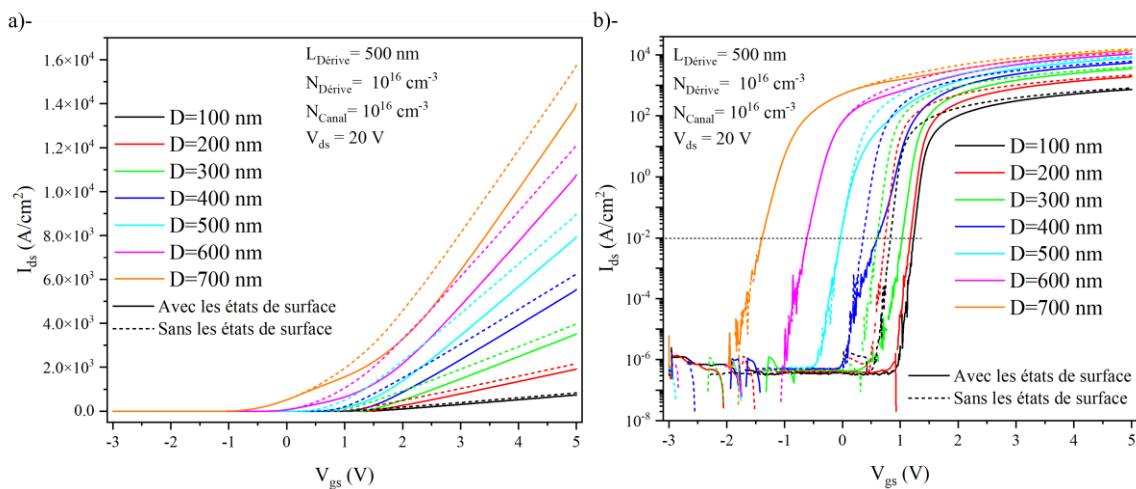 a)-
1.6×10⁴
1.4×10⁴
1.2×10⁴
1.0×10⁴
8.0×10³
6.0×10³
4.0×10³
2.0×10³
0.0
I_ds (A/cm²)
L_Dérive = 500 nm
N_Dérive = 10¹⁶ cm⁻³
N_Canal = 10¹⁶ cm⁻³
V_ds = 20 V
D=100 nm
D=200 nm
D=300 nm
D=400 nm
D=500 nm
D=600 nm
D=700 nm
Avec les états de surface
Sans les états de surface
-3 -2 -1 0 1 2 3 4 5
V_gs (V)
b)-
10⁴
10²
10⁰
10⁻²
10⁻⁴
10⁻⁶
10⁻⁸
I_ds (A/cm²)
L_Dérive = 500 nm
N_Dérive = 10¹⁶ cm⁻³
N_Canal = 10¹⁶ cm⁻³
V_ds = 20 V
D=100 nm
D=200 nm
D=300 nm
D=400 nm
D=500 nm
D=600 nm
D=700 nm
Avec les états de surface
Sans les états de surface
-3 -2 -1 0 1 2 3 4 5
V_gs (V)